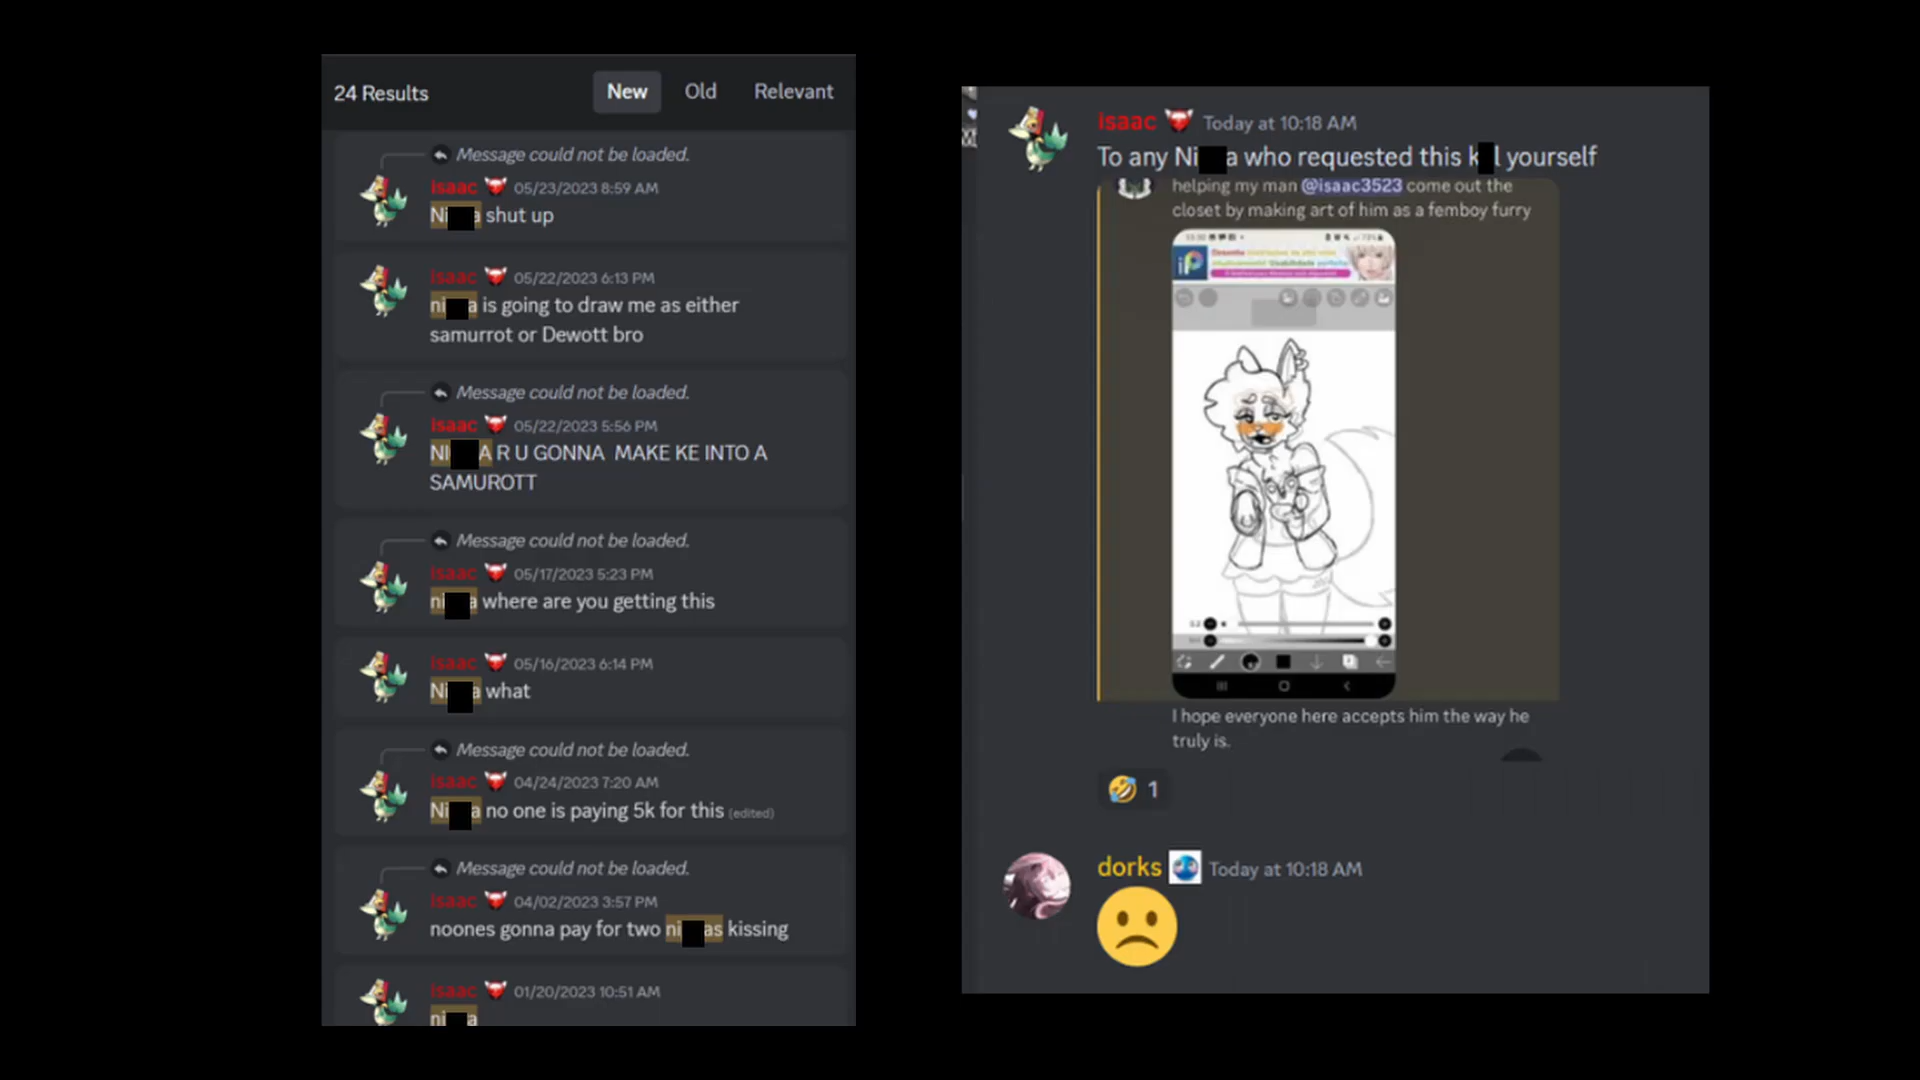 24 Results
New
Old
Relevant
Message could not be loaded.
isaac 05/23/2023 8:59 AM
Ni a shut up
isaac 05/22/2023 6:13 PM
ni a is going to draw me as either
samurrot or Dewott bro
Message could not be loaded.
isaac 05/22/2023 5:56 PM
NI A R U GONNA MAKE KE INTO A
SAMUROTT
Message could not be loaded.
isaac 05/17/2023 5:23 PM
ni a where are you getting this
isaac 05/16/2023 6:14 PM
Ni a what
Message could not be loaded.
isaac 04/24/2023 7:20 AM
Ni a no one is paying 5k for this (edited)
Message could not be loaded.
isaac 04/02/2023 3:57 PM
noones gonna pay for two ni as kissing
isaac 01/20/2023 10:51 AM
ni a
isaac Today at 10:18 AM
To any Ni a who requested this k l yourself
helping my man @isaac3523 come out the
closet by making art of him as a femboy furry
I hope everyone here accepts him the way he
truly is.
1
dorks Today at 10:18 AM